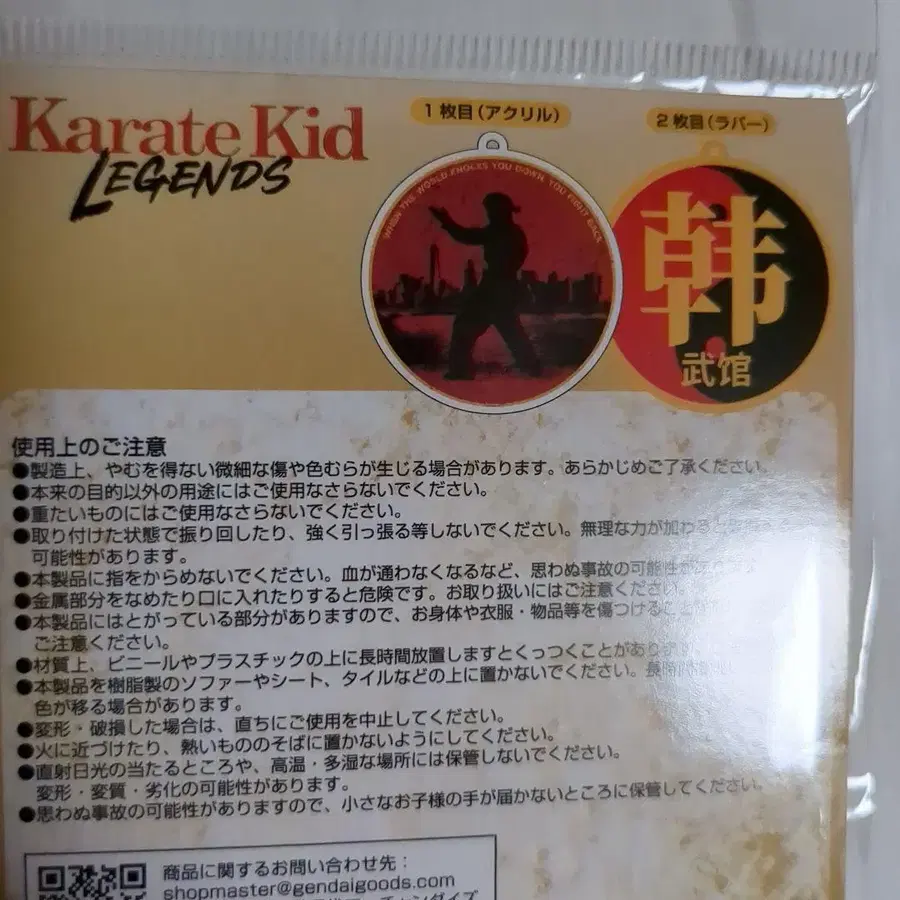 Karate Kid
LEGENDS
1枚目(アクリル)
2枚目(ラバー)
WHEN THE WORLD KNOCKS YOU DOWN, YOU FIGHT BACK
韩
武馆
使用上のご注意
●製造上、やむを得ない微細な傷や色むらが生じる場合があります。あらかじめご了承ください。
●本来の目的以外の用途にはご使用なさらないでください。
●重たいものにはご使用なさらないでください。
●取り付けた状態で振り回したり、強く引っ張る等しないでください。無理な力が加わると
可能性があります。
●本製品に指をからめないでください。血が通わなくなるなど、思わぬ事故の可能性が
●金属部分をなめたり口に入れたりすると危険です。お取り扱いにはご注意ください。
●本製品にはとがっている部分がありますので、お身体や衣服・物品等を傷つけること
ご注意ください。
●材質上、ビニールやプラスチックの上に長時間放置しますとくっつくことがあります。
●本製品を樹脂製のソファーやシート、タイルなどの上に置かないでください。長時間
色が移る場合があります。
●変形・破損した場合は、直ちにご使用を中止してください。
●火に近づけたり、熱いもののそばに置かないようにしてください。
●直射日光の当たるところや、高温・多湿な場所には保管しないでください。
変形・変質・劣化の可能性があります。
●思わぬ事故の可能性がありますので、小さなお子様の手が届かないところに保管してください。
商品に関するお問い合わせ先：
shopmaster@gendaigoods.com